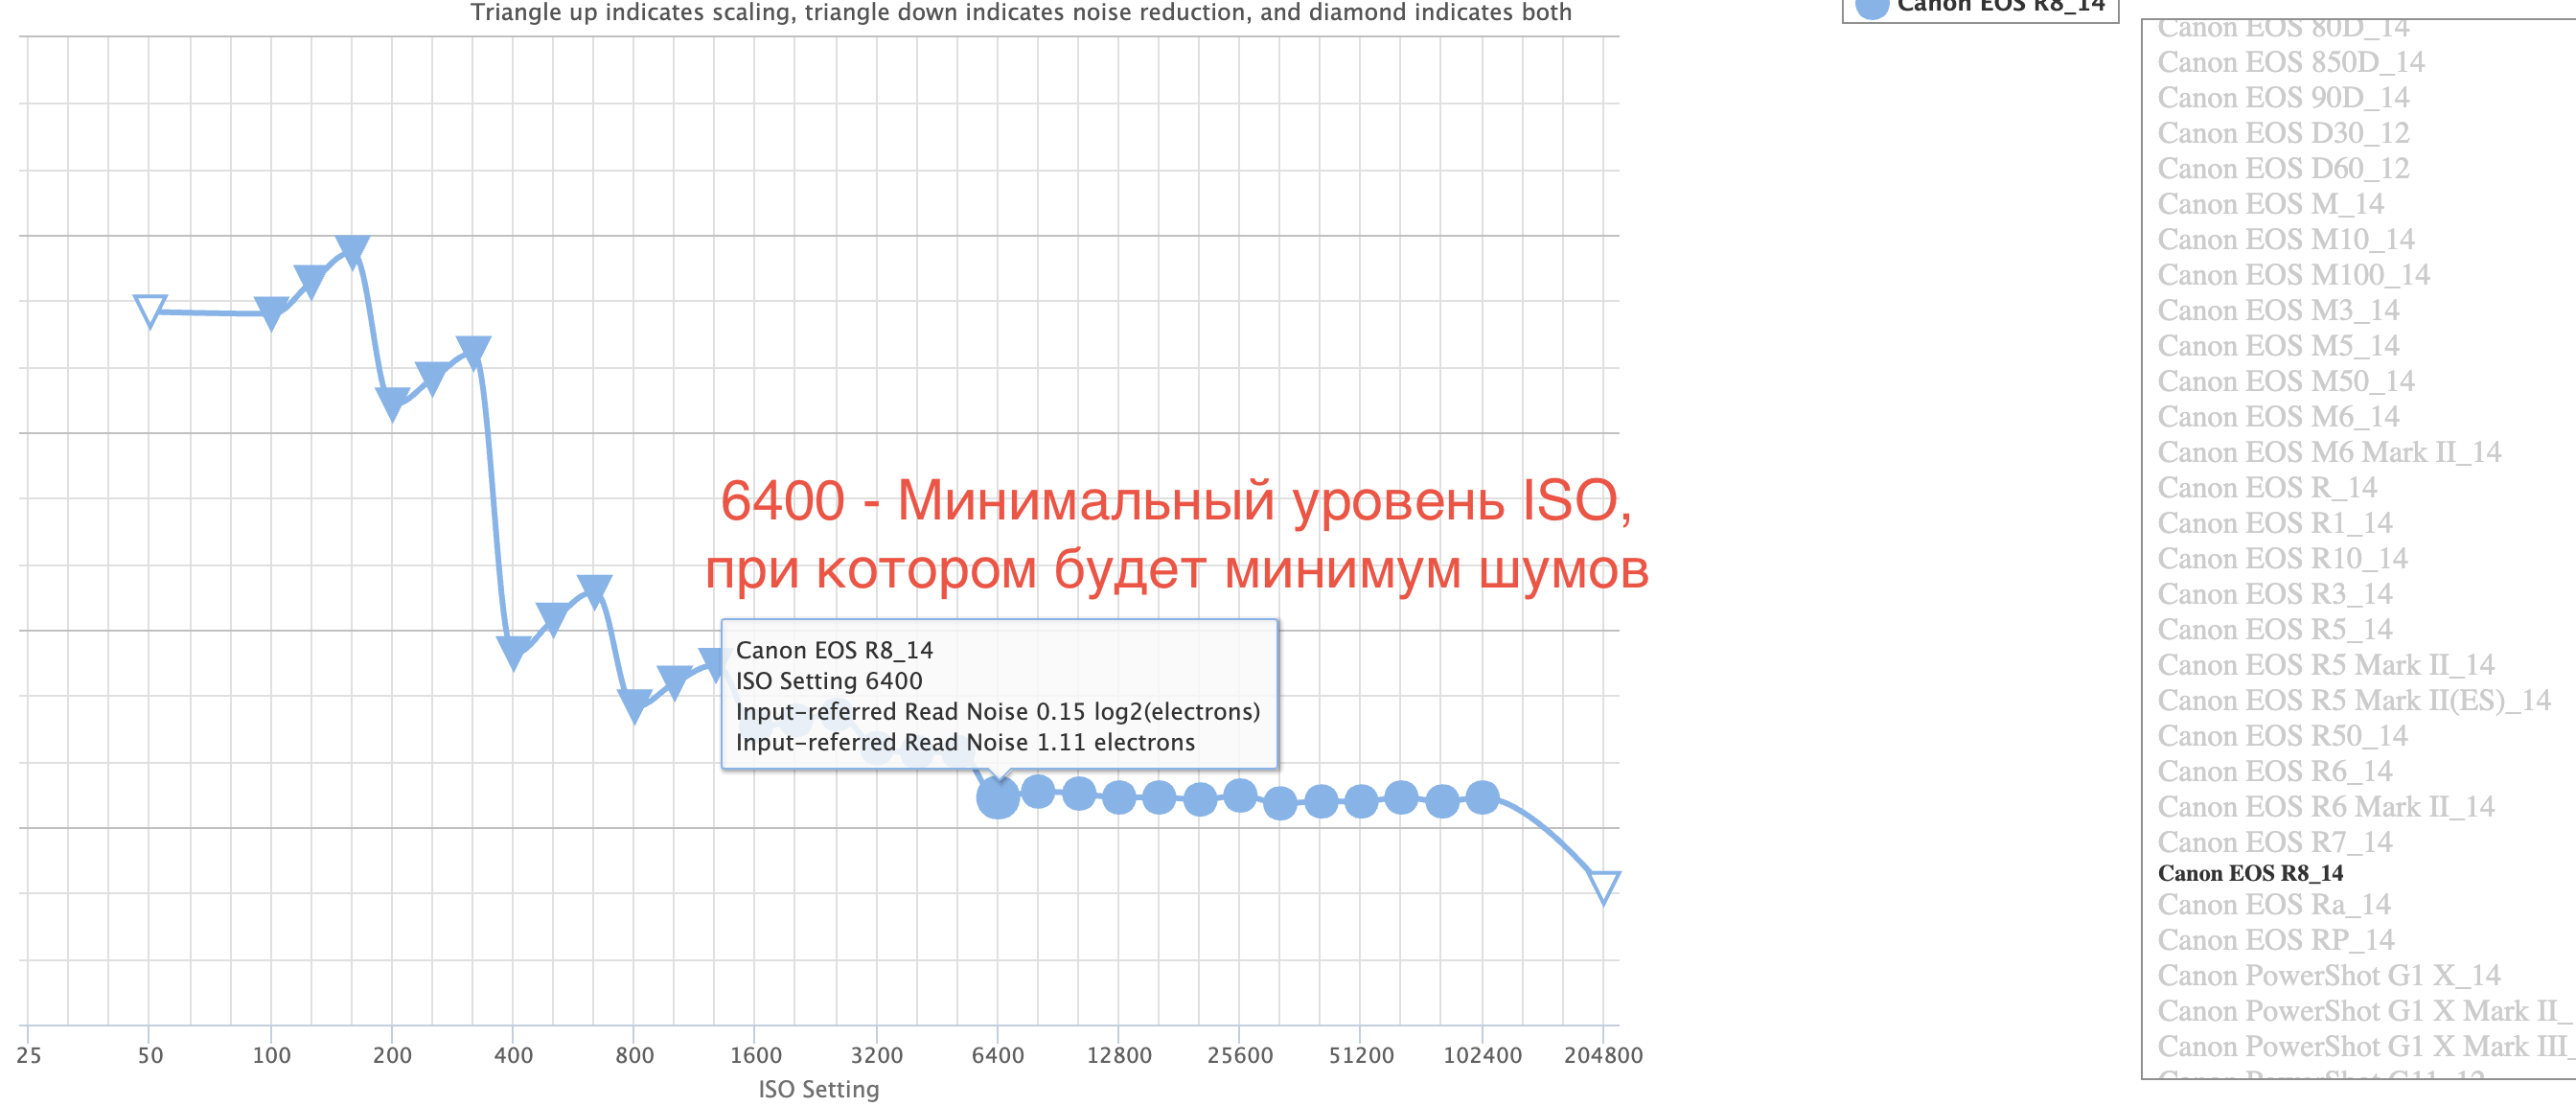 Triangle up indicates scaling, triangle down indicates noise reduction, and diamond indicates both
Canon EOS R8_14
6400 - Минимальный уровень ISO,
при котором будет минимум шумов
Canon EOS R8_14
ISO Setting 6400
Input-referred Read Noise 0.15 log2(electrons)
Input-referred Read Noise 1.11 electrons
25 50 100 200 400 800 1600 3200 6400 12800 25600 51200 102400 204800
ISO Setting
Canon EOS 80D_14
Canon EOS 850D_14
Canon EOS 90D_14
Canon EOS D30_12
Canon EOS D60_12
Canon EOS M_14
Canon EOS M10_14
Canon EOS M100_14
Canon EOS M3_14
Canon EOS M5_14
Canon EOS M50_14
Canon EOS M6_14
Canon EOS M6 Mark II_14
Canon EOS R_14
Canon EOS R1_14
Canon EOS R10_14
Canon EOS R3_14
Canon EOS R5_14
Canon EOS R5 Mark II_14
Canon EOS R5 Mark II(ES)_14
Canon EOS R50_14
Canon EOS R6_14
Canon EOS R6 Mark II_14
Canon EOS R7_14
Canon EOS R8_14
Canon EOS Ra_14
Canon EOS RP_14
Canon PowerShot G1 X_14
Canon PowerShot G1 X Mark II_
Canon PowerShot G1 X Mark III_
Canon PowerShot G11_12